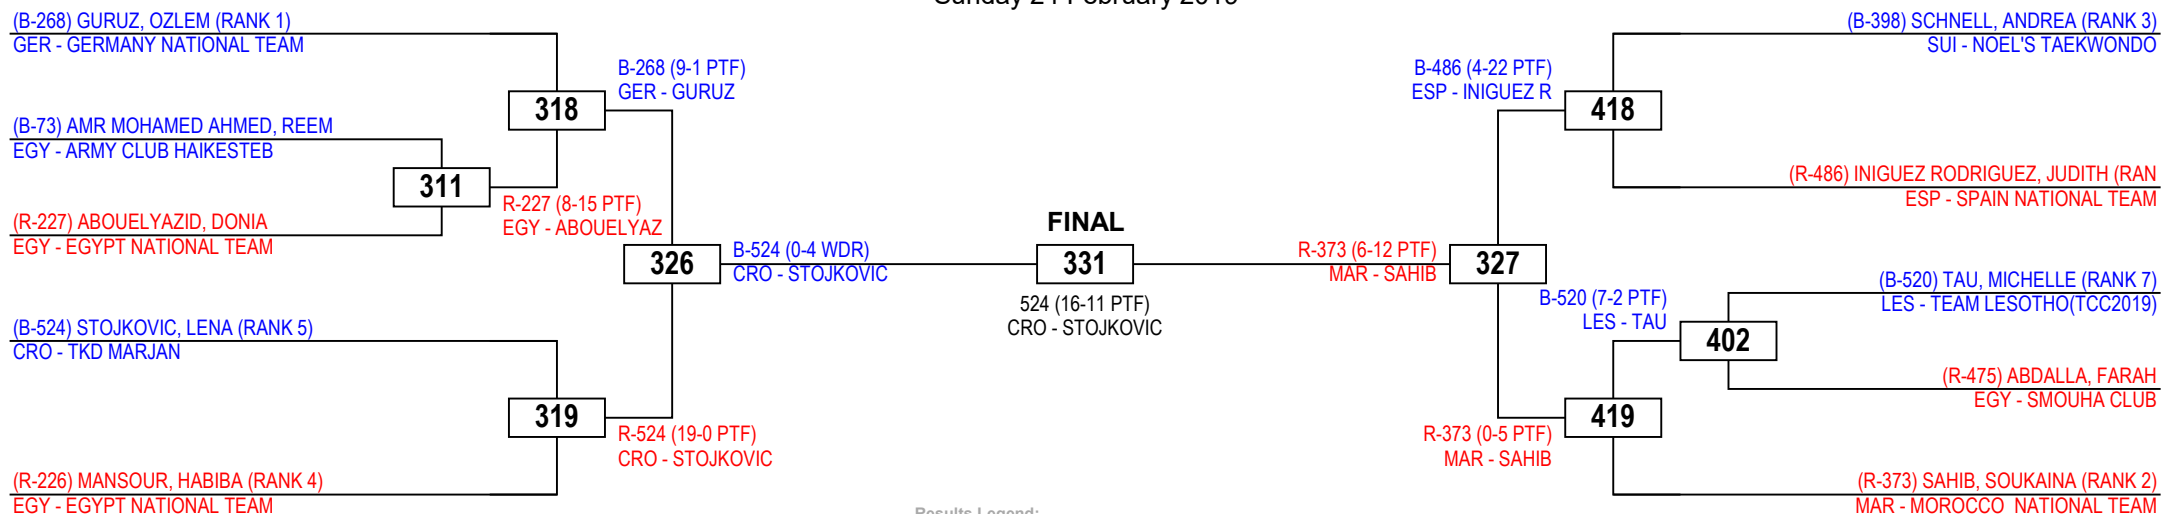 Sunday 24 February 2019
(B-268) GURUZ, OZLEM (RANK 1)
GER - GERMANY NATIONAL TEAM
(B-73) AMR MOHAMED AHMED, REEM
EGY - ARMY CLUB HAIKESTEB
(R-227) ABOUELYAZID, DONIA
EGY - EGYPT NATIONAL TEAM
(B-524) STOJKOVIC, LENA (RANK 5)
CRO - TKD MARJAN
(R-226) MANSOUR, HABIBA (RANK 4)
EGY - EGYPT NATIONAL TEAM
311
R-227 (8-15 PTF)
EGY - ABOUELYAZ
318
B-268 (9-1 PTF)
GER - GURUZ
319
R-524 (19-0 PTF)
CRO - STOJKOVIC
326
B-524 (0-4 WDR)
CRO - STOJKOVIC
FINAL
331
524 (16-11 PTF)
CRO - STOJKOVIC
R-373 (6-12 PTF)
MAR - SAHIB
327
B-486 (4-22 PTF)
ESP - INIGUEZ R
418
R-373 (0-5 PTF)
MAR - SAHIB
419
B-520 (7-2 PTF)
LES - TAU
402
(B-398) SCHNELL, ANDREA (RANK 3)
SUI - NOEL'S TAEKWONDO
(R-486) INIGUEZ RODRIGUEZ, JUDITH (RAN
ESP - SPAIN NATIONAL TEAM
(B-520) TAU, MICHELLE (RANK 7)
LES - TEAM LESOTHO(TCC2019)
(R-475) ABDALLA, FARAH
EGY - SMOUHA CLUB
(R-373) SAHIB, SOUKAINA (RANK 2)
MAR - MOROCCO NATIONAL TEAM
Results Legend: